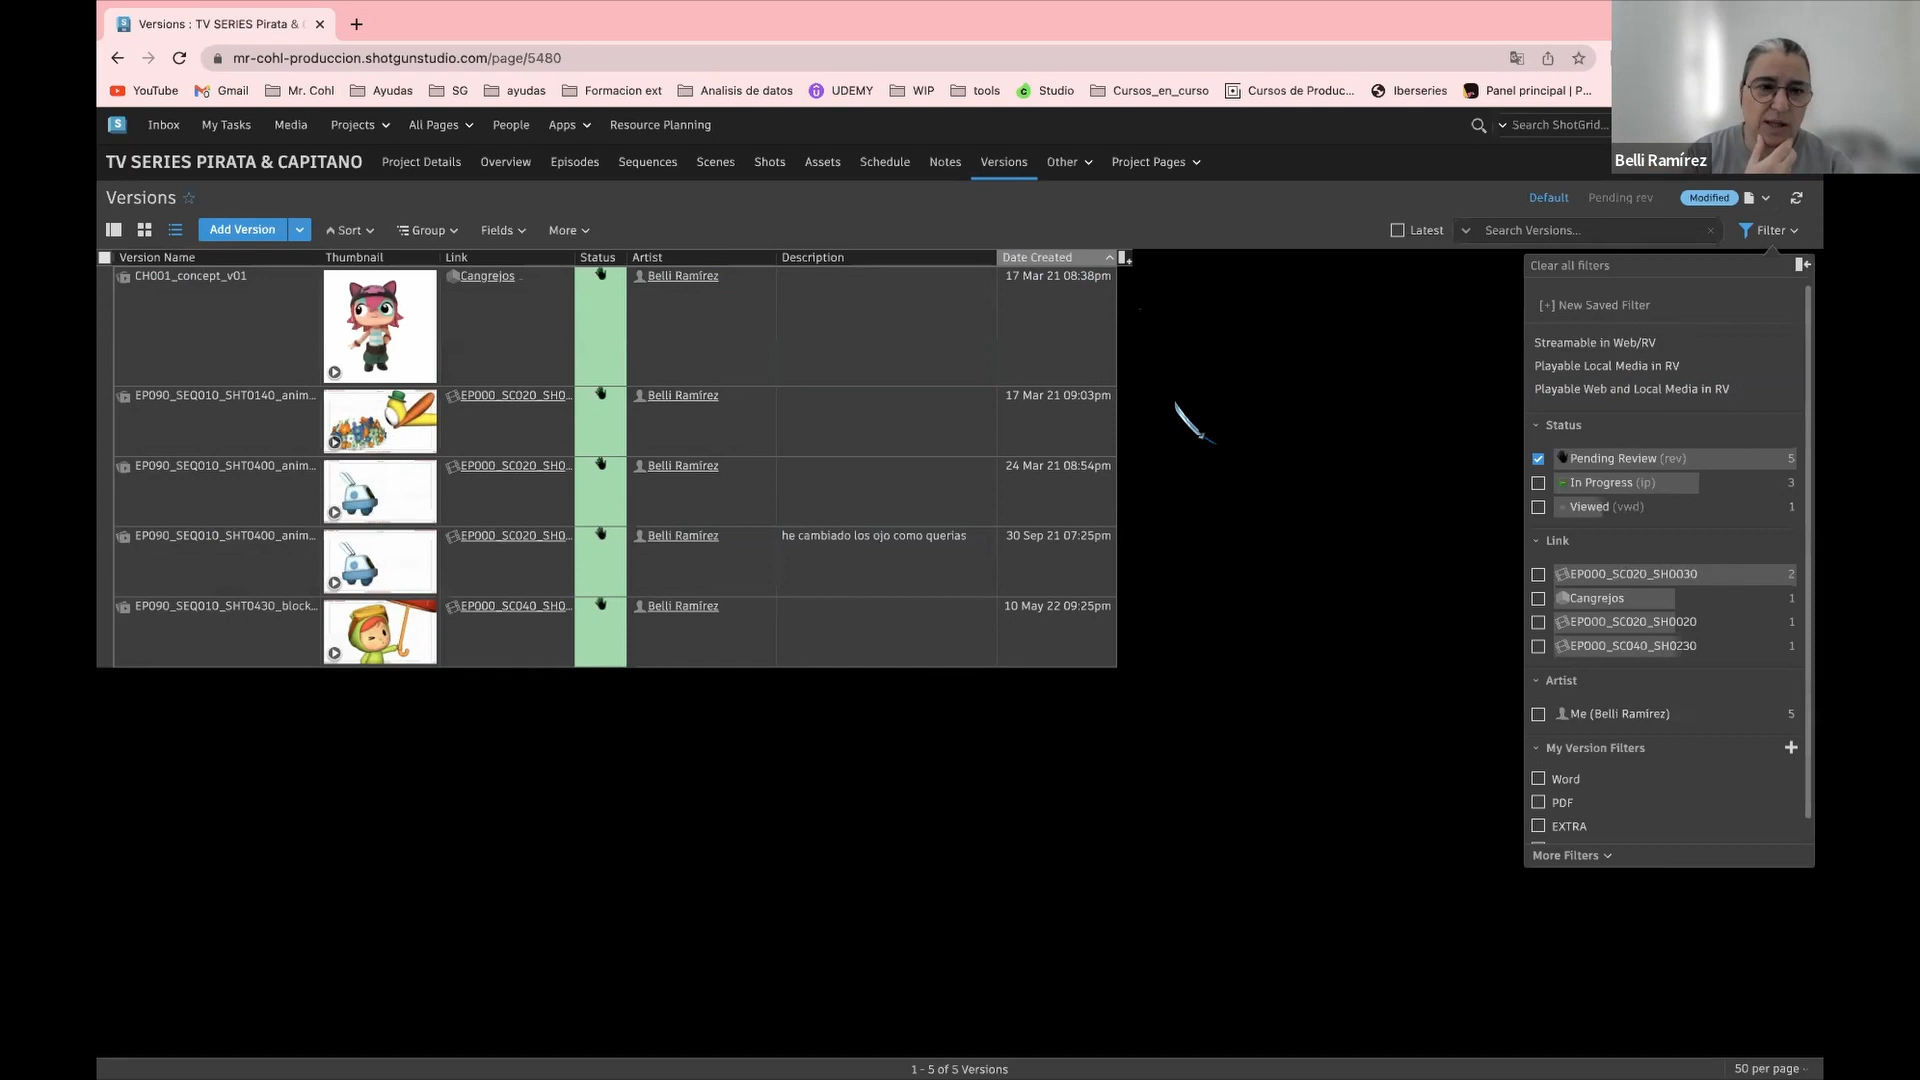 Versions : TV SERIES Pirata &
mr-cohl-produccion.shotgunstudio.com/page/5480
YouTube Gmail Mr. Cohl Ayudas SG ayudas Formacion ext Analisis de datos UDEMY WIP tools Studio Cursos_en_curso Cursos de Produc... Iberseries Panel principal | P...
Inbox My Tasks Media Projects All Pages People Apps Resource Planning Search ShotGrid...
Belli Ramírez
TV SERIES PIRATA & CAPITANO Project Details Overview Episodes Sequences Scenes Shots Assets Schedule Notes Versions Other Project Pages
Versions Default Pending rev Modified
Add Version Sort Group Fields More Latest Search Versions... Filter
Version Name Thumbnail Link Status Artist Description Date Created
CH001_concept_v01 Cangrejos Belli Ramírez 17 Mar 21 08:38pm
EP090_SEQ010_SHT0140_anim... EP000_SC020_SH0... Belli Ramírez 17 Mar 21 09:03pm
EP090_SEQ010_SHT0400_anim... EP000_SC020_SH0... Belli Ramírez 24 Mar 21 08:54pm
EP090_SEQ010_SHT0400_anim... EP000_SC020_SH0... Belli Ramírez he cambiado los ojo como querias 30 Sep 21 07:25pm
EP090_SEQ010_SHT0430_block... EP000_SC040_SH0... Belli Ramírez 10 May 22 09:25pm
Clear all filters
[+] New Saved Filter
Streamable in Web/RV
Playable Local Media in RV
Playable Web and Local Media in RV
Status
Pending Review (rev) 5
In Progress (ip) 3
Viewed (vwd) 1
Link
EP000_SC020_SH0030 2
Cangrejos 1
EP000_SC020_SH0020 1
EP000_SC040_SH0230 1
Artist
Me (Belli Ramírez) 5
My Version Filters +
Word
PDF
EXTRA
More Filters
1 - 5 of 5 Versions
50 per page